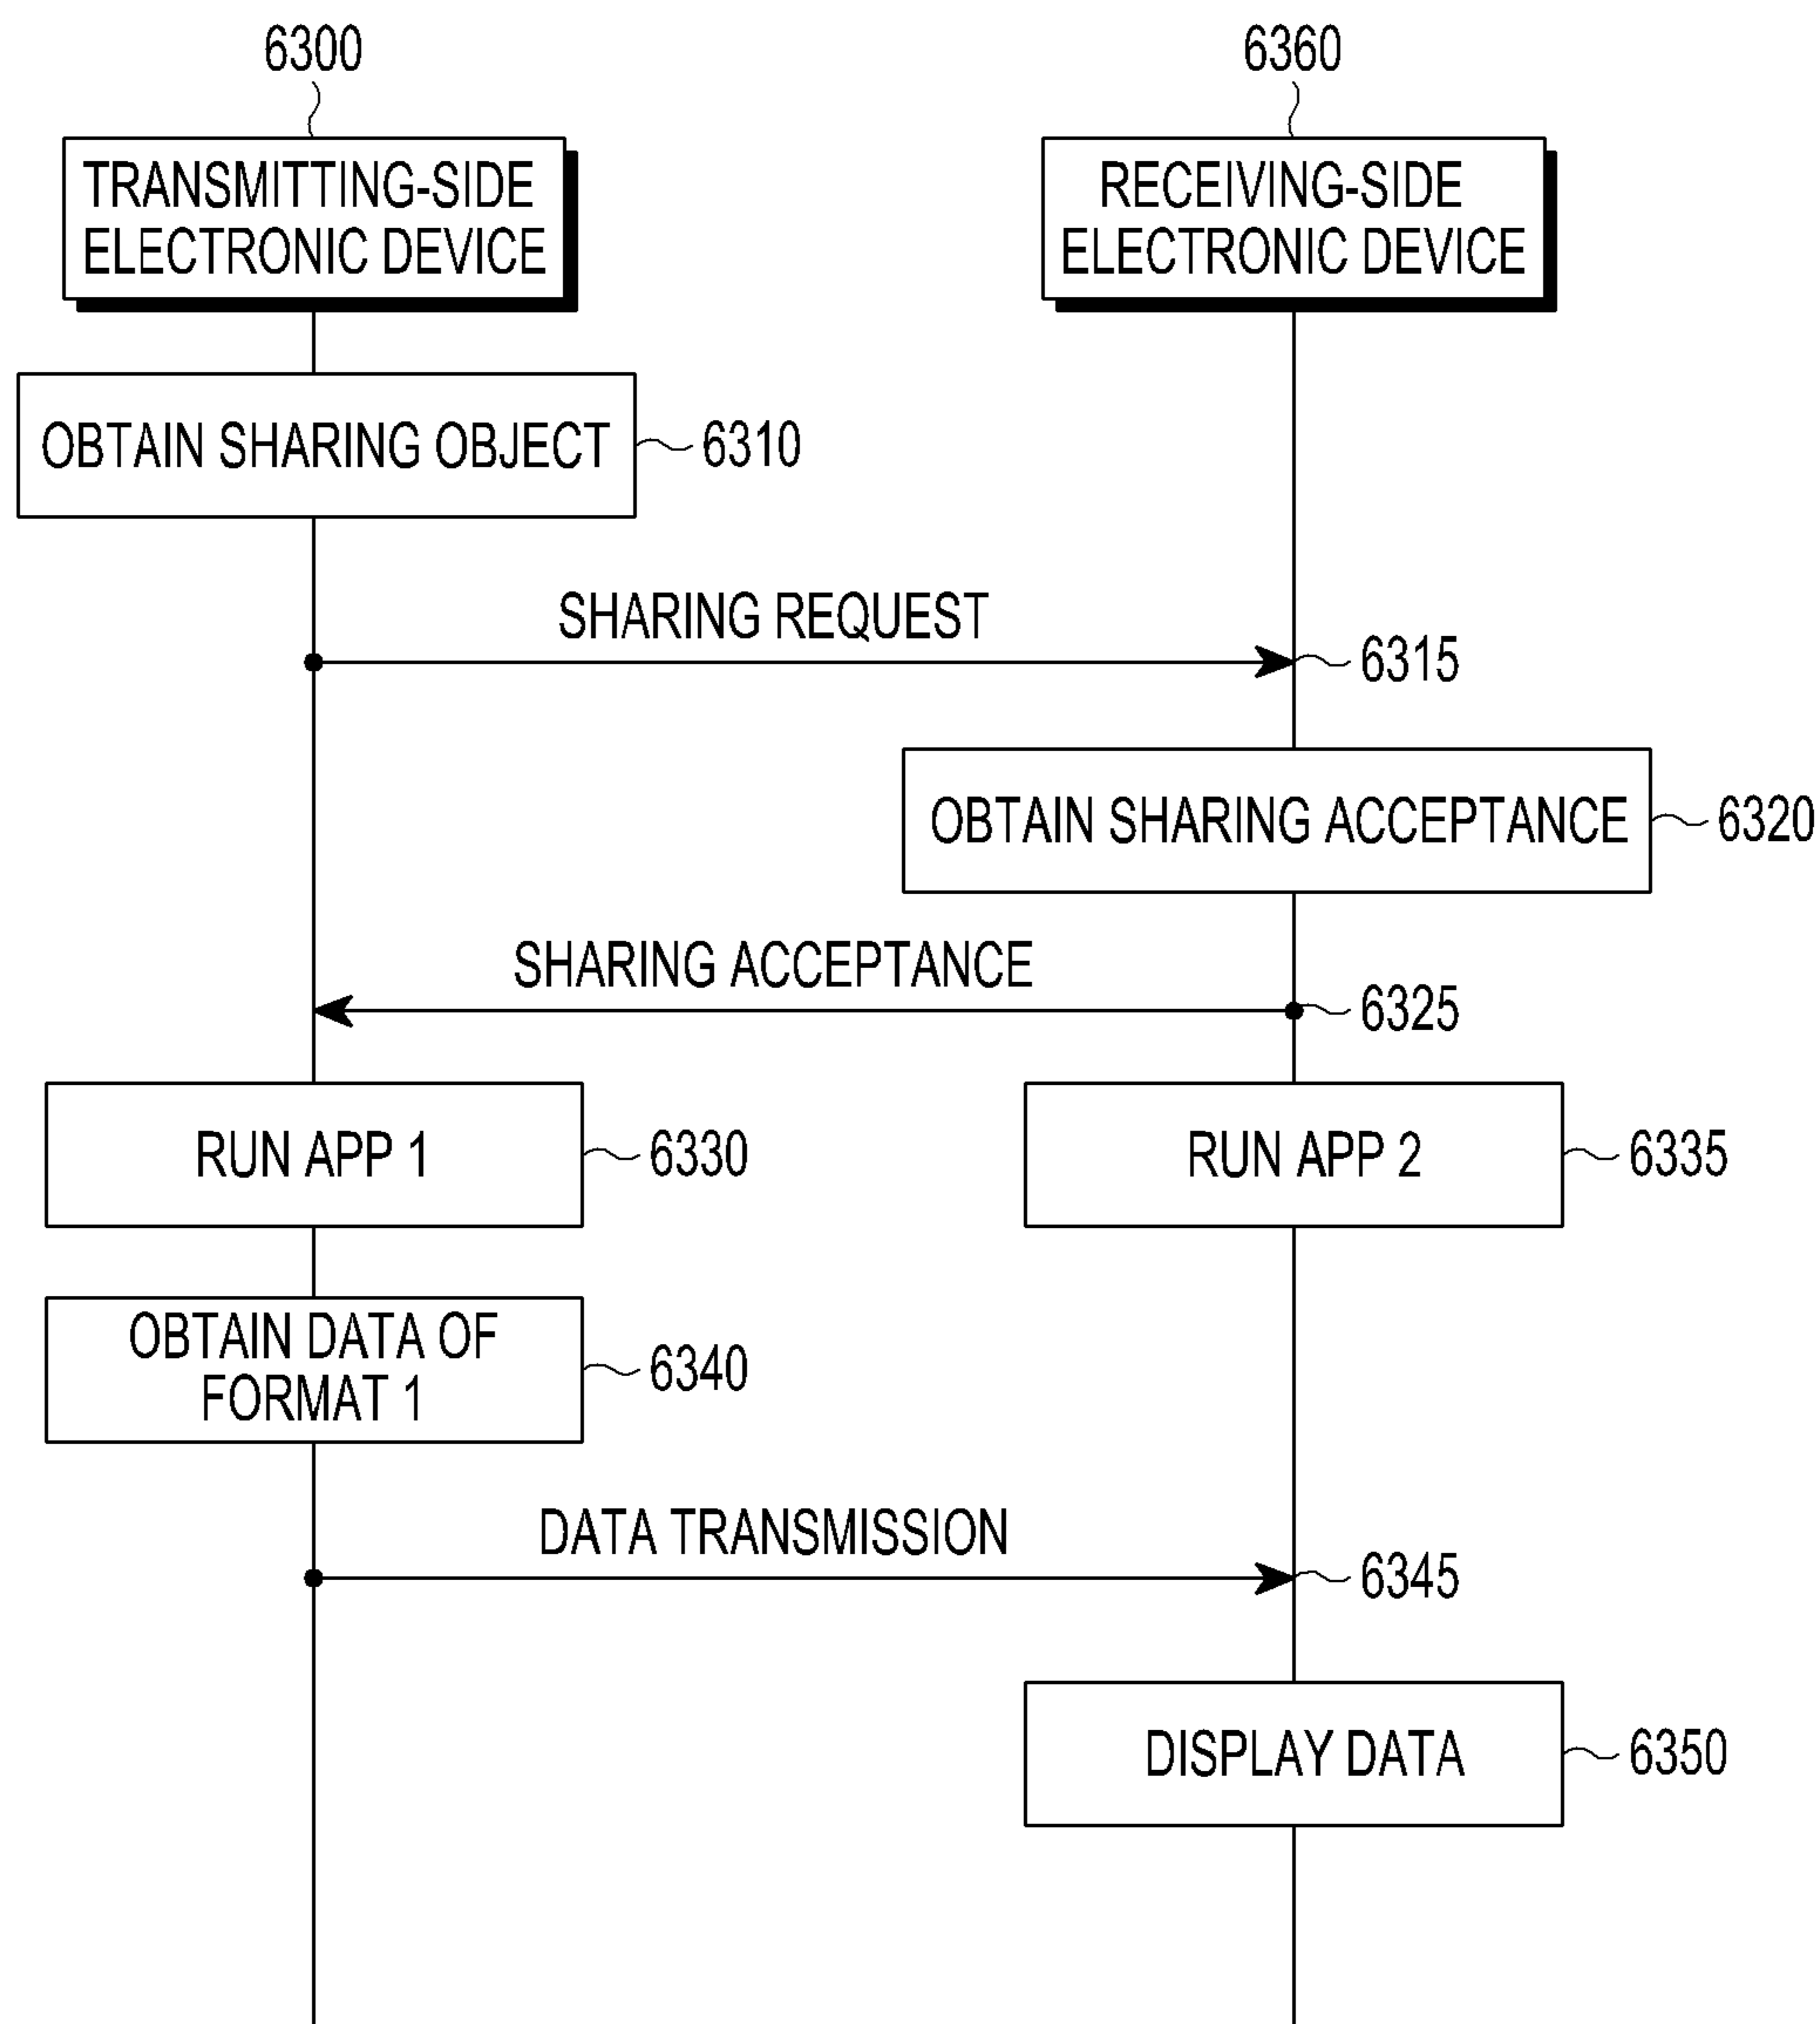 6300
6360
TRANSMITTING-SIDE
ELECTRONIC DEVICE
RECEIVING-SIDE
ELECTRONIC DEVICE
OBTAIN SHARING OBJECT
6310
SHARING REQUEST
6315
OBTAIN SHARING ACCEPTANCE
6320
SHARING ACCEPTANCE
6325
RUN APP 1
6330
RUN APP 2
6335
OBTAIN DATA OF
FORMAT 1
6340
DATA TRANSMISSION
6345
DISPLAY DATA
6350